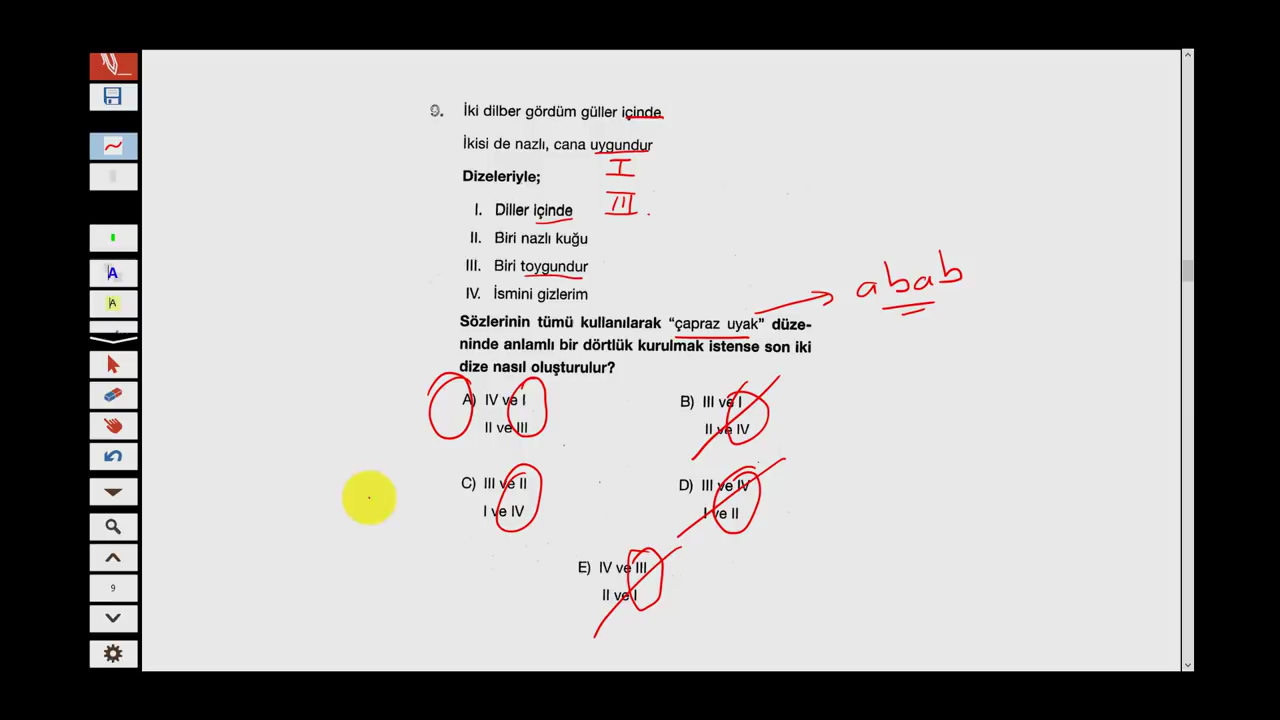 9. İki dilber gördüm güller içinde
İkisi de nazlı, cana uygundur
I
Dizeleriyle;
III.
I. Diller içinde
II. Biri nazlı kuğu
III. Biri toygundur
IV. İsmini gizlerim
abab
Sözlerinin tümü kullanılarak “çapraz uyak” düze-
ninde anlamlı bir dörtlük kurulmak istense son iki
dize nasıl oluşturulur?
A) IV ve I
II ve III
B) III ve I
II ve IV
C) III ve II
I ve IV
D) III ve IV
I ve II
E) IV ve III
II ve I
A
A
9